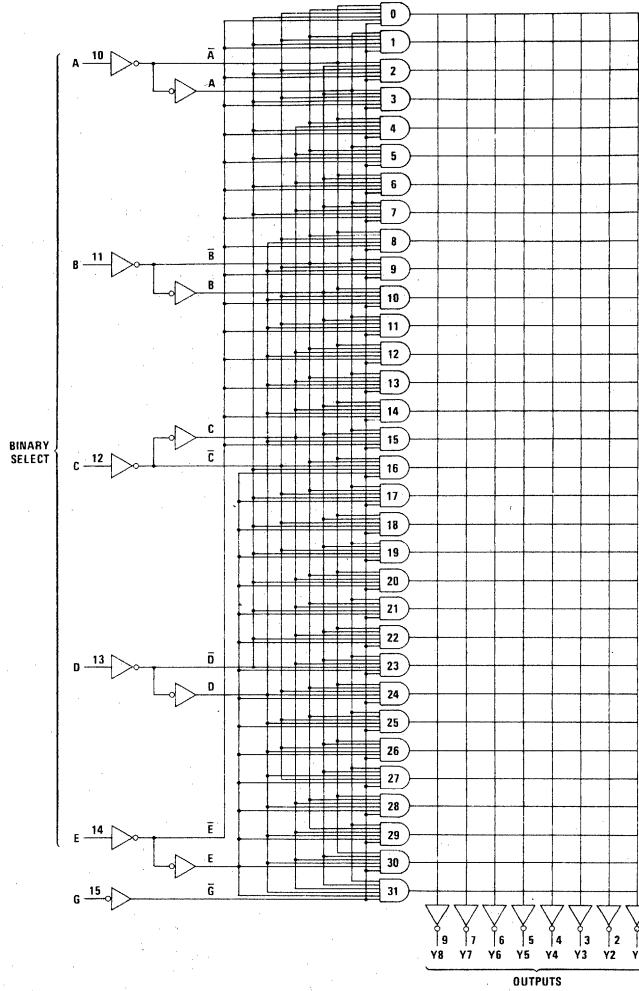 0
1
2
3
4
5
6
7
8
9
10
11
12
13
14
15
16
17
18
19
20
21
22
23
24
25
26
27
28
29
30
31
A 10 A̅
A
B 11 B̅
B
C
BINARY
SELECT
C 12 C̅
D 13 D̅
D
E 14 E̅
E
G 15 G̅
9 7 6 5 4 3 2
Y8 Y7 Y6 Y5 Y4 Y3 Y2 Y
OUTPUTS